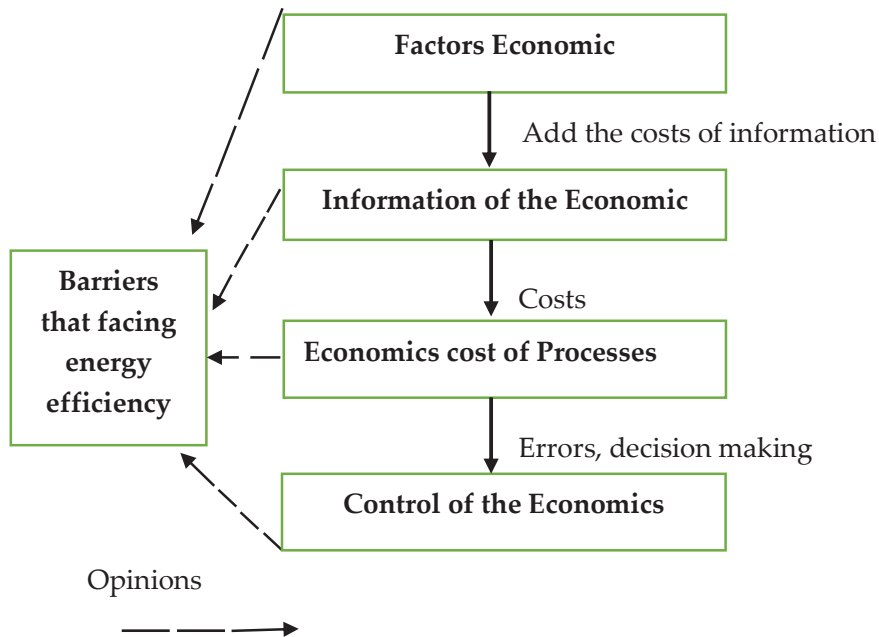 Factors Economic
Add the costs of information
Information of the Economic
Costs
Barriers
that facing
energy
efficiency
Economics cost of Processes
Errors, decision making
Control of the Economics
Opinions